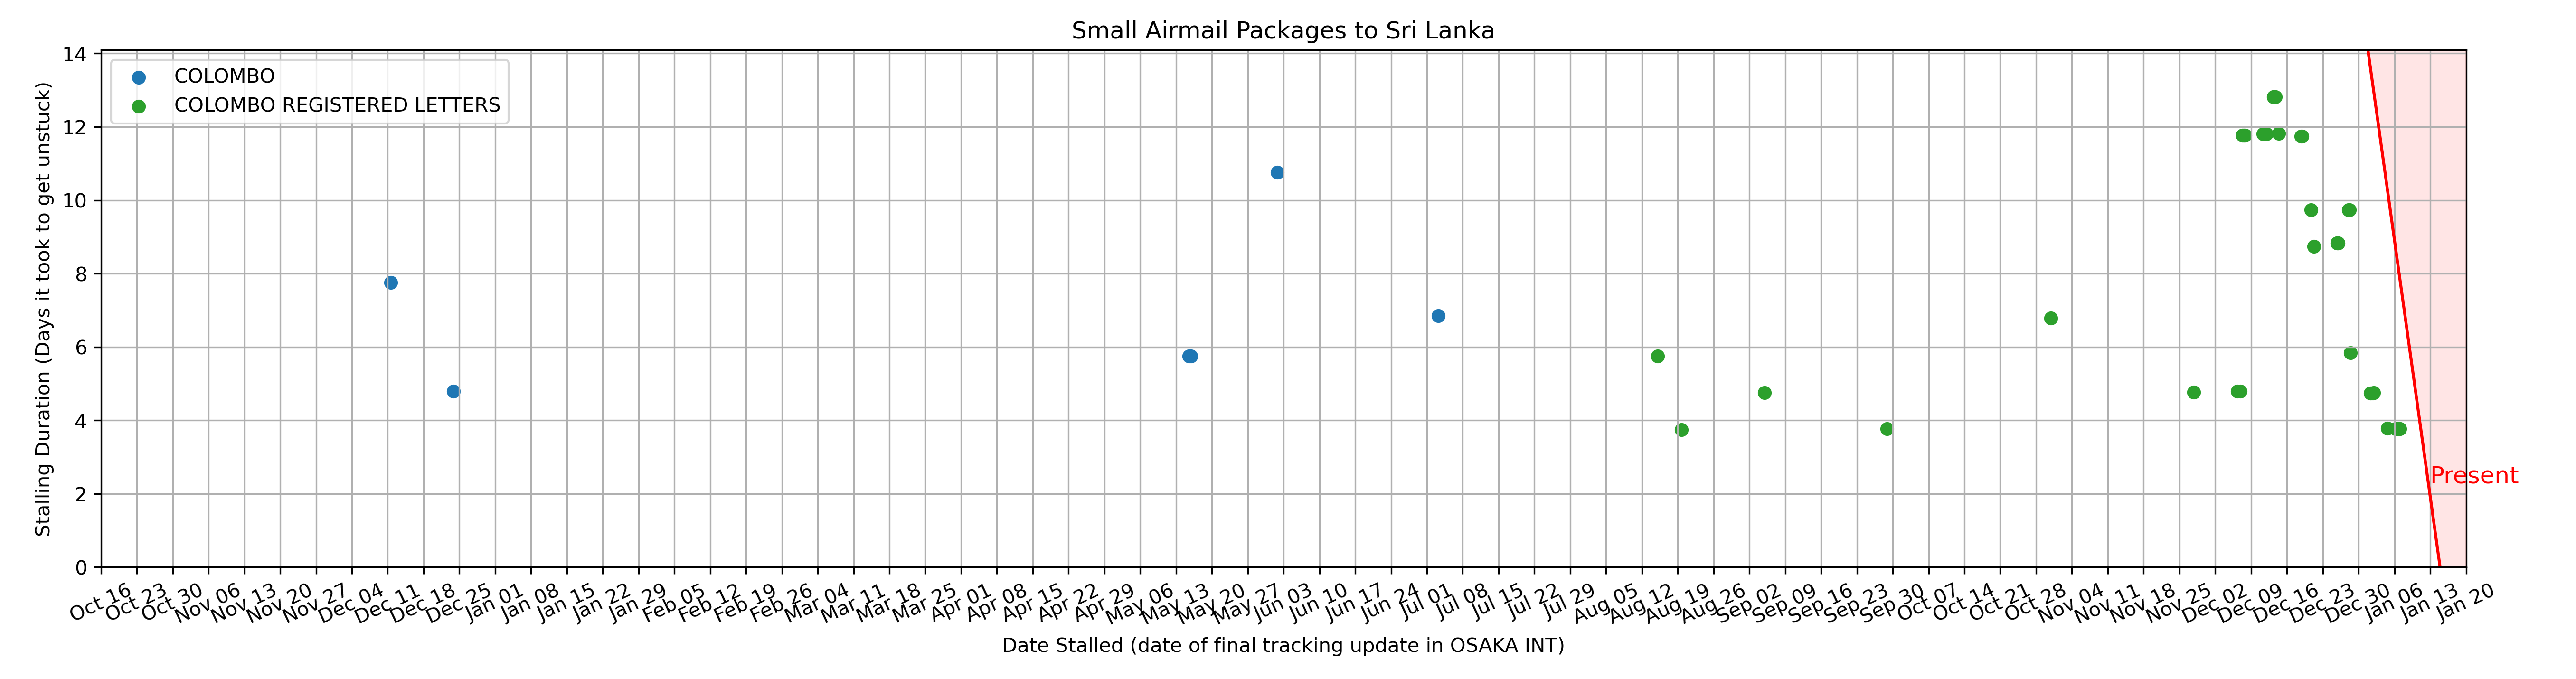 Small Airmail Packages to Sri Lanka
14
12
10
8
6
4
2
0
Stalling Duration (Days it took to get unstuck)
COLOMBO
COLOMBO REGISTERED LETTERS
Present
Oct 16
Oct 23
Oct 30
Nov 06
Nov 13
Nov 20
Nov 27
Dec 04
Dec 11
Dec 18
Dec 25
Jan 01
Jan 08
Jan 15
Jan 22
Jan 29
Feb 05
Feb 12
Feb 19
Feb 26
Mar 04
Mar 11
Mar 18
Mar 25
Apr 01
Apr 08
Apr 15
Apr 22
Apr 29
May 06
May 13
May 20
May 27
Jun 03
Jun 10
Jun 17
Jun 24
Jul 01
Jul 08
Jul 15
Jul 22
Jul 29
Aug 05
Aug 12
Aug 19
Aug 26
Sep 02
Sep 09
Sep 16
Sep 23
Sep 30
Oct 07
Oct 14
Oct 21
Oct 28
Nov 04
Nov 11
Nov 18
Nov 25
Dec 02
Dec 09
Dec 16
Dec 23
Dec 30
Jan 06
Jan 13
Jan 20
Date Stalled (date of final tracking update in OSAKA INT)